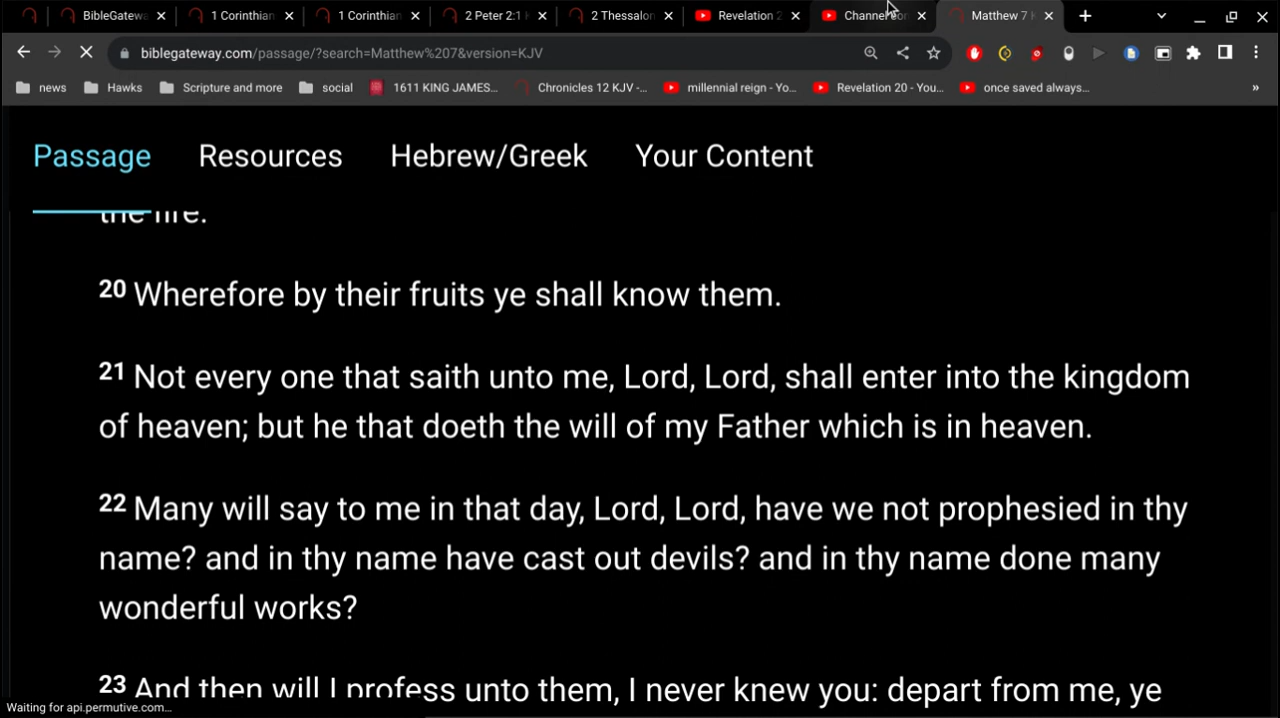 BibleGatewa
1 Corinthian
1 Corinthian
2 Peter 2:1
2 Thessalon
Revelation 2
Channel
Matthew 7
biblegateway.com/passage/?search=Matthew%207&version=KJV
news
Hawks
Scripture and more
social
1611 KING JAMES...
Chronicles 12 KJV -...
millennial reign - Yo...
Revelation 20 - You...
once saved always...
»
Passage
Resources
Hebrew/Greek
Your Content
the life.
20 Wherefore by their fruits ye shall know them.
21 Not every one that saith unto me, Lord, Lord, shall enter into the kingdom
of heaven; but he that doeth the will of my Father which is in heaven.
22 Many will say to me in that day, Lord, Lord, have we not prophesied in thy
name? and in thy name have cast out devils? and in thy name done many
wonderful works?
23 And then will I profess unto them, I never knew you: depart from me, ye
Waiting for api.permutive.com...